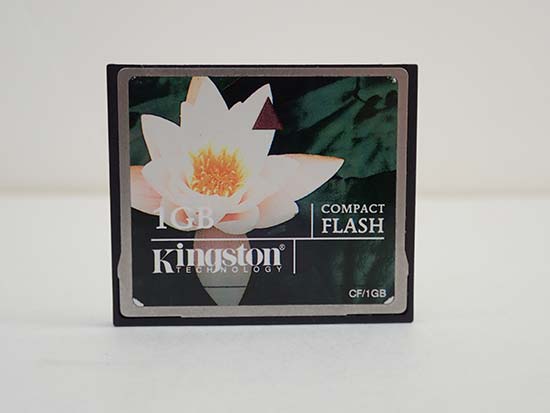 1GB
COMPACT
FLASH
Kingston®
TECHNOLOGY
CF/1GB